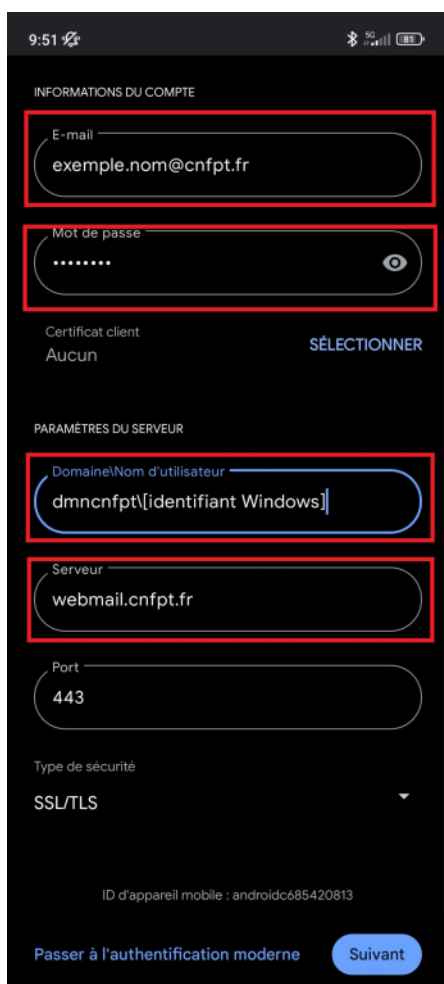 9:51
5G
81
INFORMATIONS DU COMPTE
E-mail
exemple.nom@cnfpt.fr
Mot de passe
••••••••
Certificat client
Aucun
SÉLECTIONNER
PARAMÈTRES DU SERVEUR
Domaine\Nom d'utilisateur
dmncnfpt\[identifiant Windows]
Serveur
webmail.cnfpt.fr
Port
443
Type de sécurité
SSL/TLS
ID d'appareil mobile : androidc685420813
Passer à l'authentification moderne
Suivant